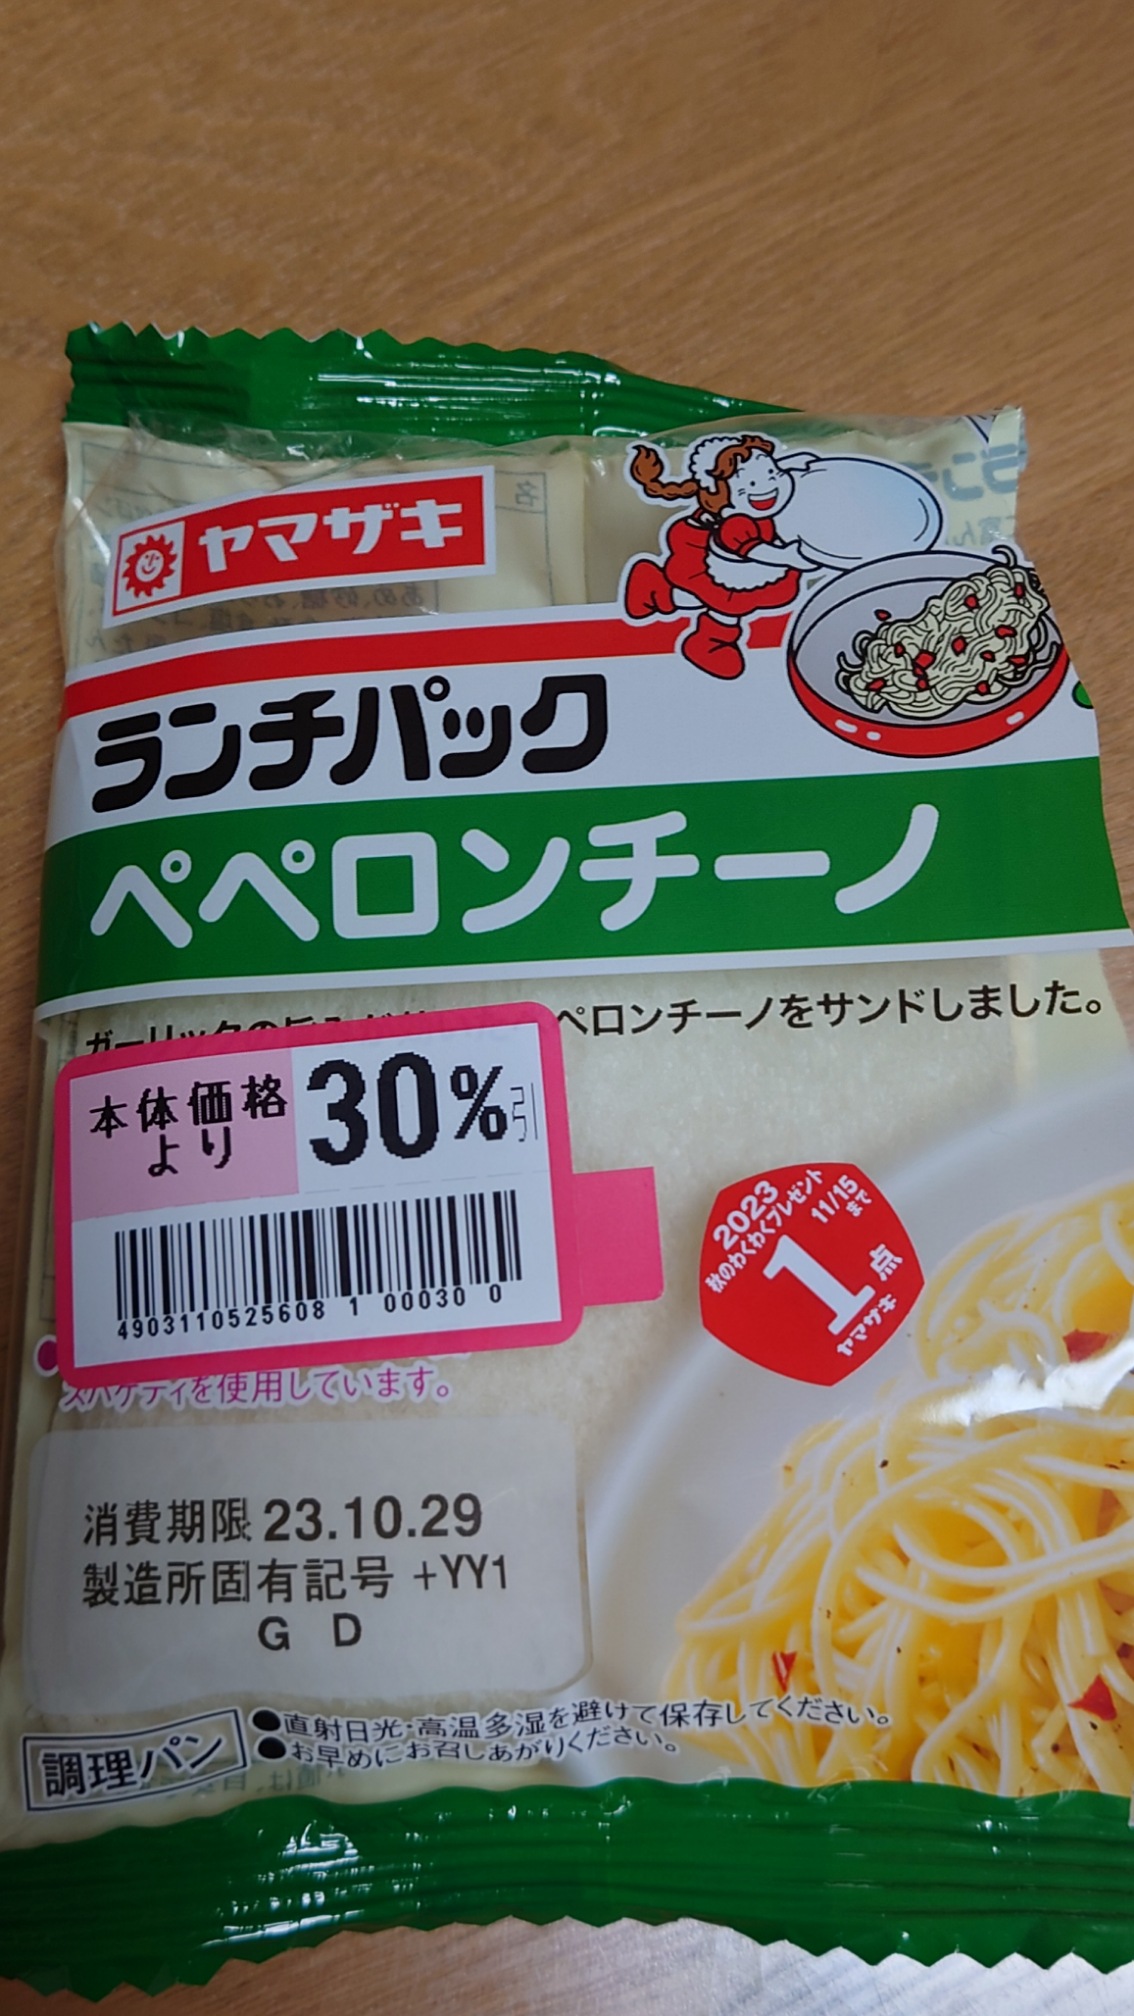 ヤマザキ
ランチパック
ペペロンチーノ
ペロンチーノをサンドしました。
本体価格
より
30%引
4903110525608 1 00030 0
2023
秋のわくわくプレゼント
11/15
まで
1点
ヤマザキ
スパゲティを使用しています。
消費期限 23.10.29
製造所固有記号 +YY1
G D
調理パン
●直射日光・高温多湿を避けて保存してください。
●お早めにお召しあがりください。